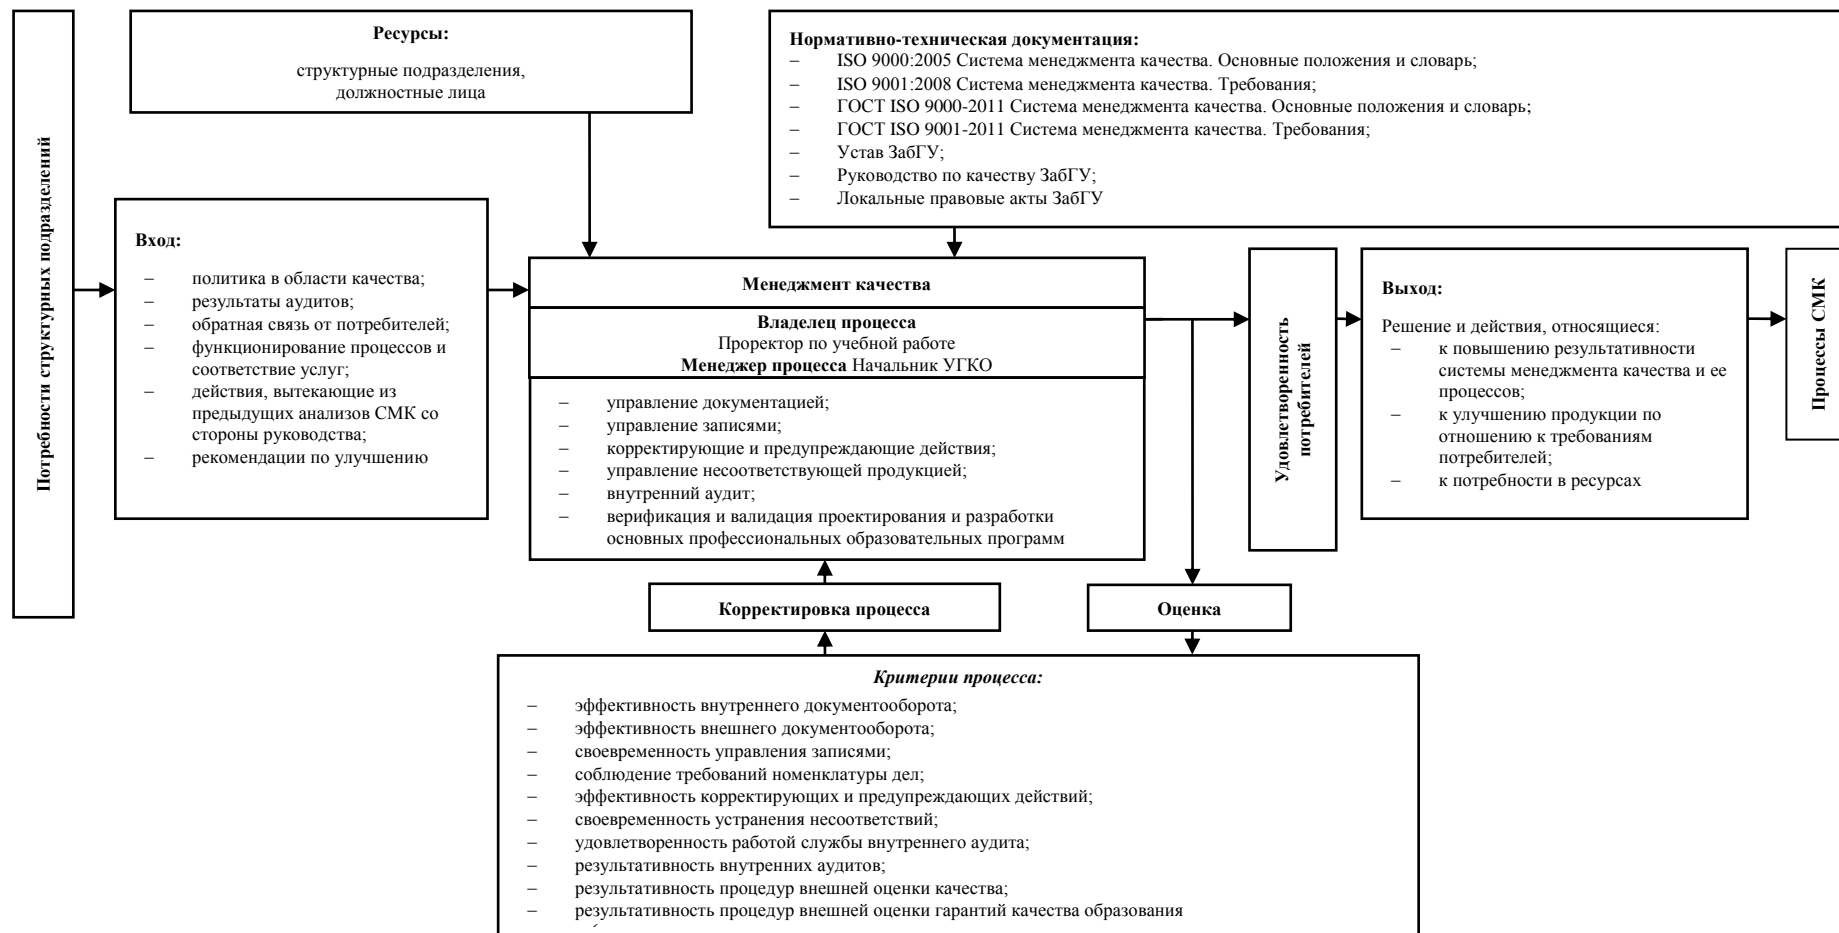 Потребности структурных подразделений
Ресурсы:
структурные подразделения,
должностные лица
Нормативно-техническая документация:
– ISO 9000:2005 Система менеджмента качества. Основные положения и словарь;
– ISO 9001:2008 Система менеджмента качества. Требования;
– ГОСТ ISO 9000-2011 Система менеджмента качества. Основные положения и словарь;
– ГОСТ ISO 9001-2011 Система менеджмента качества. Требования;
– Устав ЗабГУ;
– Руководство по качеству ЗабГУ;
– Локальные правовые акты ЗабГУ
Вход:
– политика в области качества;
– результаты аудитов;
– обратная связь от потребителей;
– функционирование процессов и
соответствие услуг;
– действия, вытекающие из
предыдущих анализов СМК со
стороны руководства;
– рекомендации по улучшению
Менеджмент качества
Владелец процесса
Проректор по учебной работе
Менеджер процесса Начальник УГКО
– управление документацией;
– управление записями;
– корректирующие и предупреждающие действия;
– управление несоответствующей продукцией;
– внутренний аудит;
– верификация и валидация проектирования и разработки
основных профессиональных образовательных программ
Удовлетворенность
потребителей
Выход:
Решение и действия, относящиеся:
– к повышению результативности
системы менеджмента качества и ее
процессов;
– к улучшению продукции по
отношению к требованиям
потребителей;
– к потребности в ресурсах
Процессы СМК
Корректировка процесса
Оценка
Критерии процесса:
– эффективность внутреннего документооборота;
– эффективность внешнего документооборота;
– своевременность управления записями;
– соблюдение требований номенклатуры дел;
– эффективность корректирующих и предупреждающих действий;
– своевременность устранения несоответствий;
– удовлетворенность работой службы внутреннего аудита;
– результативность внутренних аудитов;
– результативность процедур внешней оценки качества;
– результативность процедур внешней оценки гарантий качества образования